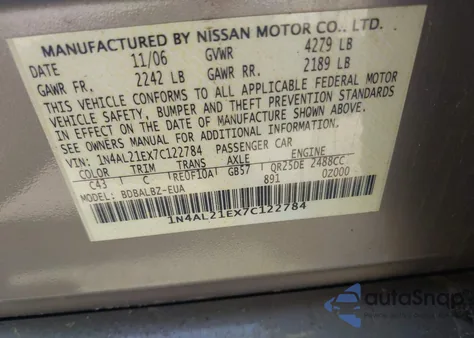 MANUFACTURED BY NISSAN MOTOR CO., LTD.
DATE 11/06 GVWR 4279 LB
GAWR FR. 2242 LB GAWR RR. 2189 LB
THIS VEHICLE CONFORMS TO ALL APPLICABLE FEDERAL MOTOR
VEHICLE SAFETY, BUMPER AND THEFT PREVENTION STANDARDS
IN EFFECT ON THE DATE OF MANUFACTURE SHOWN ABOVE.
SEE OWNERS MANUAL FOR ADDITIONAL INFORMATION
VIN: 1N4AL21EX7C122784 PASSENGER CAR
COLOR TRIM TRANS AXLE ENGINE
C43 C RE0F10A GB57 QR25DE 2488CC
MODEL: BDBALBZ-EUA 891 0Z000
1N4AL21EX7C122784
autoSnap